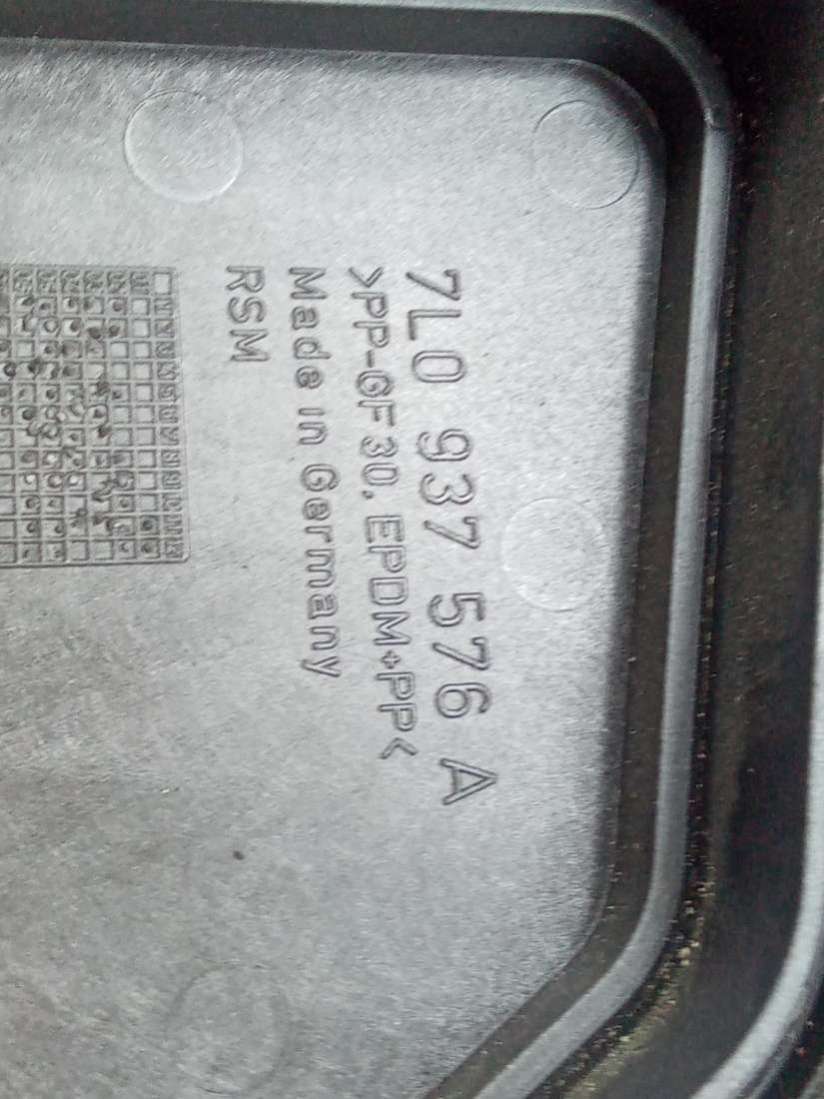 7L0 937 576 A
>PP-GF30, EPDM+PP<
Made in Germany
RSM